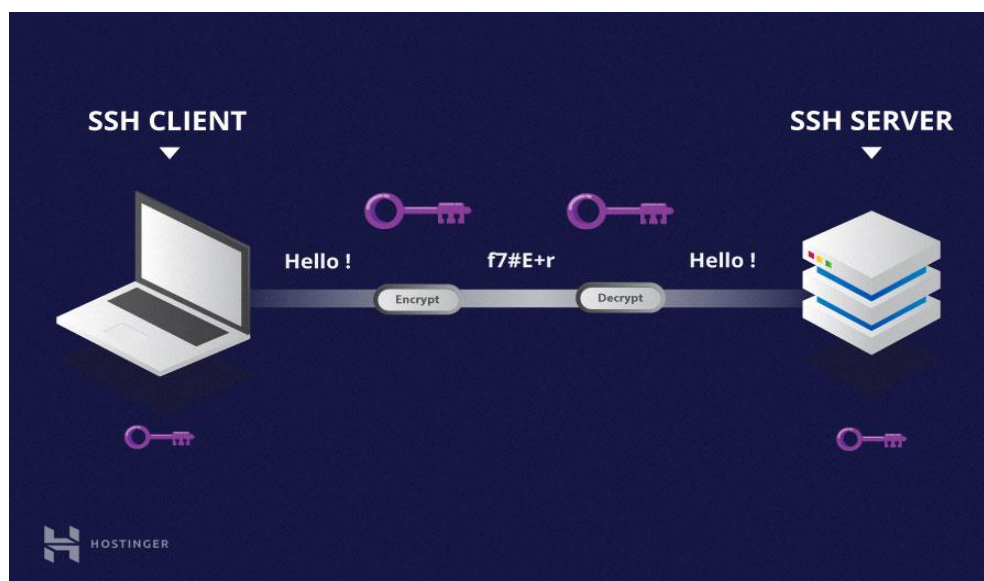 SSH CLIENT
SSH SERVER
Hello !
f7#E+r
Hello !
Encrypt
Decrypt
HOSTINGER